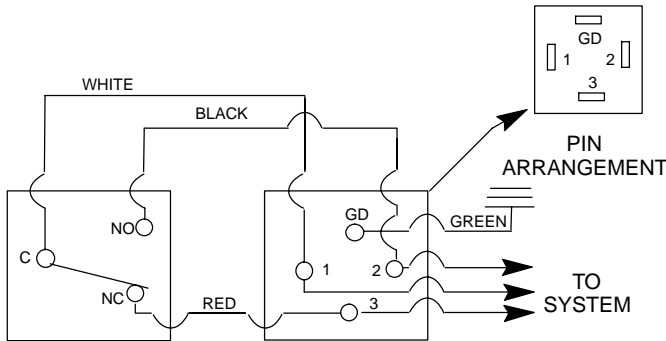 GD
1 2
3
WHITE
BLACK
PIN
ARRANGEMENT
NO
GD
GREEN
C
1
2
NC
RED
3
TO
SYSTEM